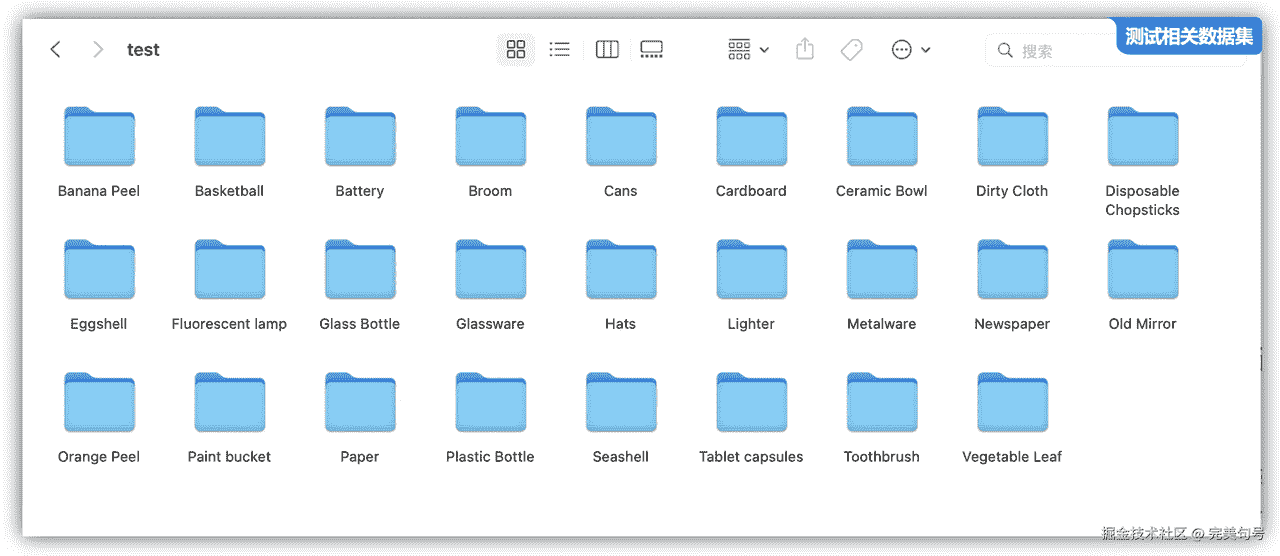 test
搜索
测试相关数据集
Banana Peel
Basketball
Battery
Broom
Cans
Cardboard
Ceramic Bowl
Dirty Cloth
Disposable
Chopsticks
Eggshell
Fluorescent lamp
Glass Bottle
Glassware
Hats
Lighter
Metalware
Newspaper
Old Mirror
Orange Peel
Paint bucket
Paper
Plastic Bottle
Seashell
Tablet capsules
Toothbrush
Vegetable Leaf
掘金技术社区 @ 完美句号